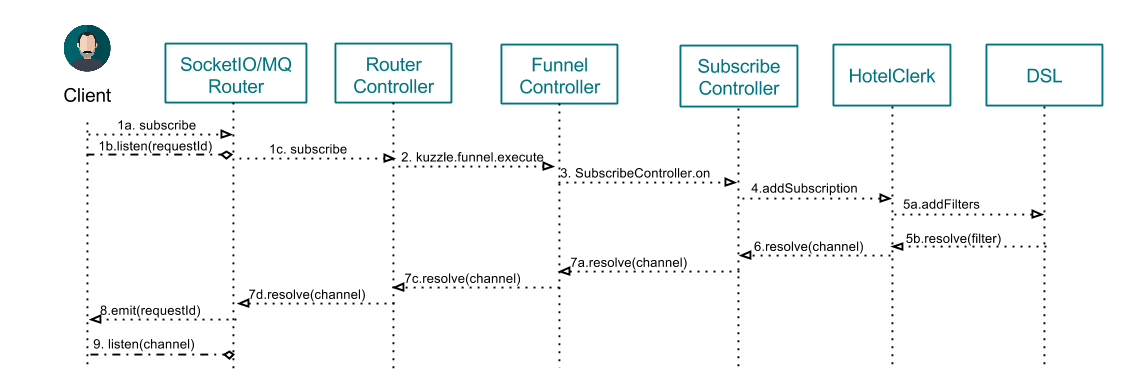 Client
SocketIO/MQ
Router
Router
Controller
Funnel
Controller
Subscribe
Controller
HotelClerk
DSL
1a. subscribe
1b.listen(requestId)
1c. subscribe
2. kuzzle.funnel.execute
3. SubscribeController.on
4.addSubscription
5a.addFilters
5b.resolve(filter)
6.resolve(channel)
7a.resolve(channel)
7c.resolve(channel)
7d.resolve(channel)
8.emit(requestId)
9. listen(channel)